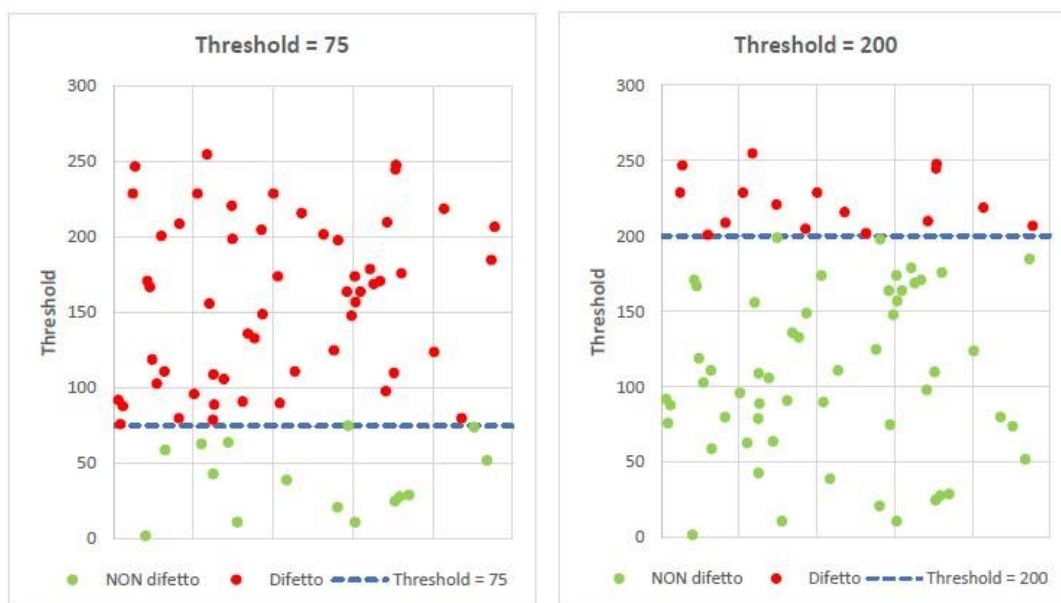 Threshold = 75
300
250
200
150
100
50
0
Threshold
NON difetto Difetto Threshold = 75
Threshold = 200
300
250
200
150
100
50
0
Threshold
NON difetto Difetto Threshold = 200